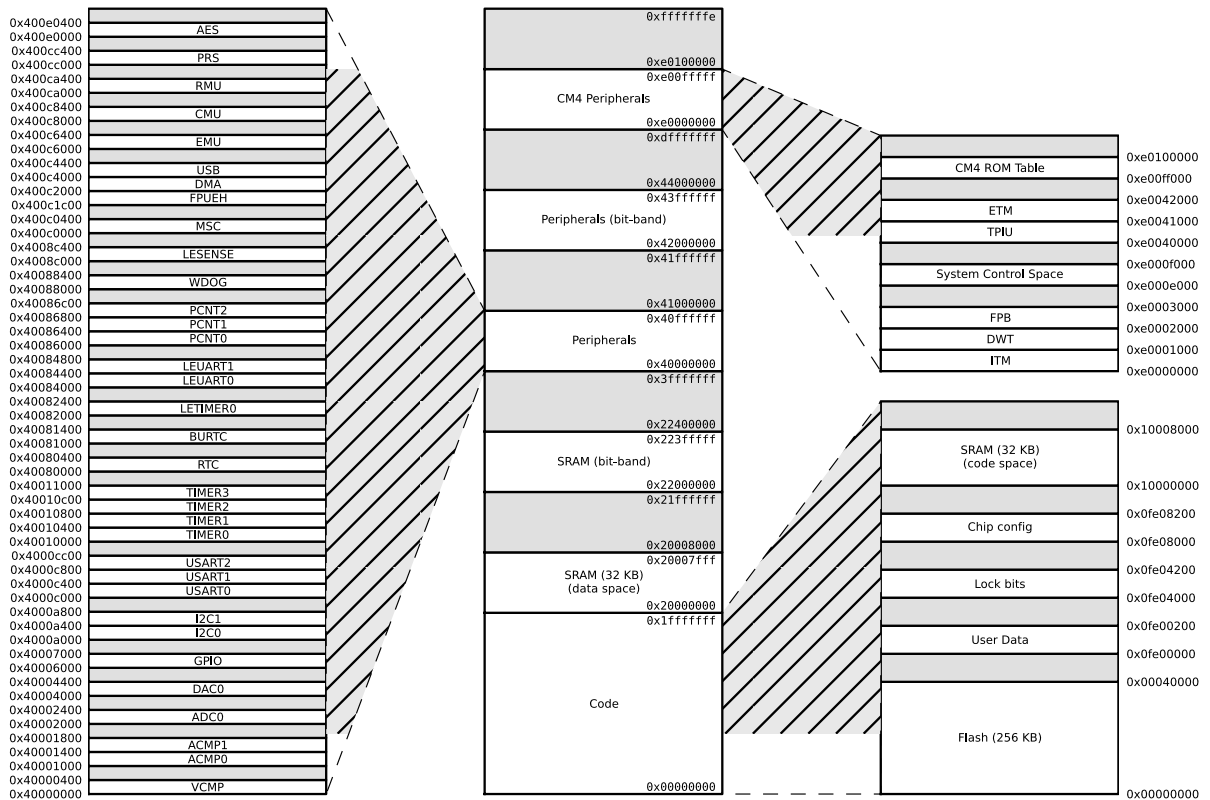 0x400e0400
AES
0x400e0000
0x400cc400
PRS
0x400cc000
0x400ca400
RMU
0x400ca000
0x400c8400
CMU
0x400c8000
0x400c6400
EMU
0x400c6000
0x400c4400
USB
0x400c4000
DMA
0x400c2000
FPUEH
0x400c1c00
0x400c0400
MSC
0x400c0000
0x4008c400
LESENSE
0x4008c000
0x40088400
WDOG
0x40088000
0x40086c00
PCNT2
0x40086800
PCNT1
0x40086400
PCNT0
0x40086000
0x40084800
LEUART1
0x40084400
LEUART0
0x40084000
0x40082400
LETIMER0
0x40082000
0x40081400
BURTC
0x40081000
0x40080400
RTC
0x40080000
0x40011000
TIMER3
0x40010c00
TIMER2
0x40010800
TIMER1
0x40010400
TIMER0
0x40010000
0x4000cc00
USART2
0x4000c800
USART1
0x4000c400
USART0
0x4000c000
0x4000a800
I2C1
0x4000a400
I2C0
0x4000a000
0x40007000
GPIO
0x40006000
0x40004400
DAC0
0x40004000
0x40002400
ADC0
0x40002000
0x40001800
ACMP1
0x40001400
ACMP0
0x40001000
0x40000400
VCMP
0x40000000
0xfffffffe
0xe0100000
0xe00fffff
CM4 Peripherals
0xe0000000
0xdfffffff
0x44000000
0x43ffffff
Peripherals (bit-band)
0x42000000
0x41ffffff
0x41000000
0x40ffffff
Peripherals
0x40000000
0x3fffffff
0x22400000
0x223fffff
SRAM (bit-band)
0x22000000
0x21ffffff
0x20008000
0x20007fff
SRAM (32 KB)
(data space)
0x20000000
0x1fffffff
Code
0x00000000
0xe0100000
CM4 ROM Table
0xe00ff000
0xe0042000
ETM
0xe0041000
TPIU
0xe0040000
0xe000f000
System Control Space
0xe000e000
0xe0003000
FPB
0xe0002000
DWT
0xe0001000
ITM
0xe0000000
0x10008000
SRAM (32 KB)
(code space)
0x10000000
0x0fe08200
Chip config
0x0fe08000
0x0fe04200
Lock bits
0x0fe04000
0x0fe00200
User Data
0x0fe00000
0x00040000
Flash (256 KB)
0x00000000